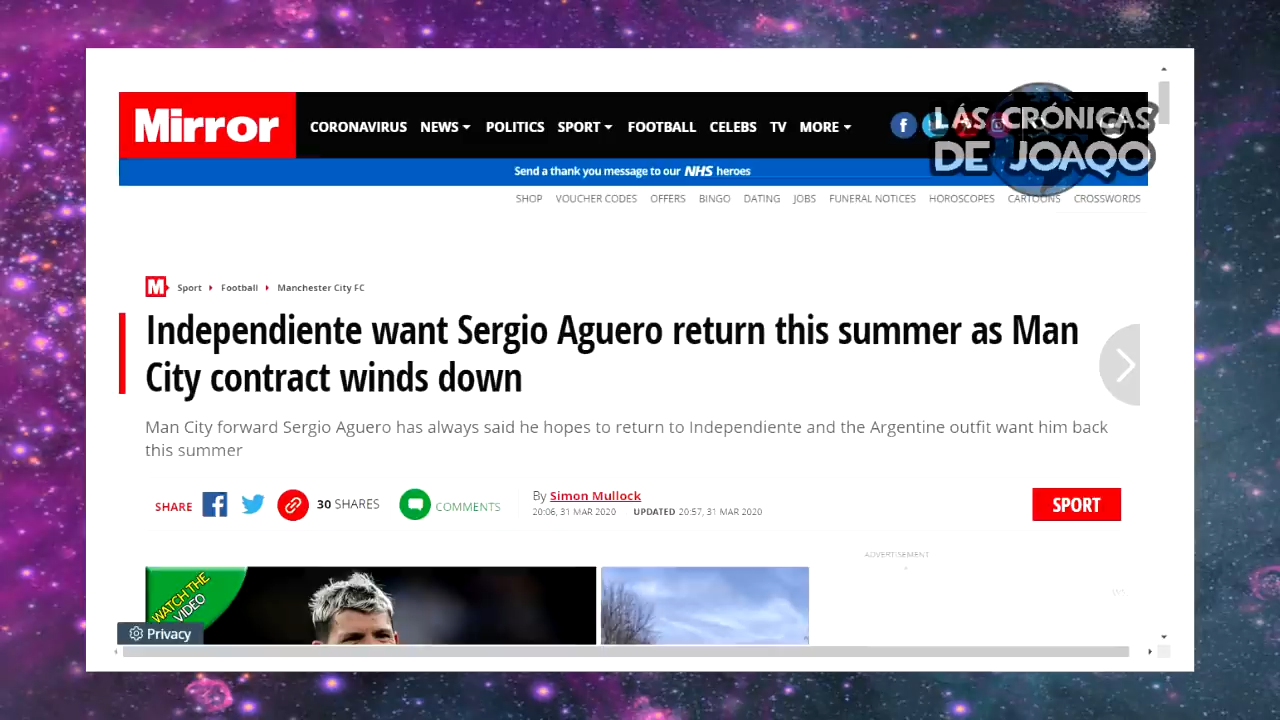 LAS CRÓNICAS
DE JOAQO
Mirror
CORONAVIRUS NEWS POLITICS SPORT FOOTBALL CELEBS TV MORE
Send a thank you message to our NHS heroes
SHOP VOUCHER CODES OFFERS BINGO DATING JOBS FUNERAL NOTICES HOROSCOPES CARTOONS CROSSWORDS
M Sport Football Manchester City FC
Independiente want Sergio Aguero return this summer as Man
City contract winds down
Man City forward Sergio Aguero has always said he hopes to return to Independiente and the Argentine outfit want him back
this summer
SHARE 30 SHARES COMMENTS
By Simon Mullock
20:06, 31 MAR 2020 UPDATED 20:57, 31 MAR 2020
SPORT
ADVERTISEMENT
WATCH THE
VIDEO
Privacy